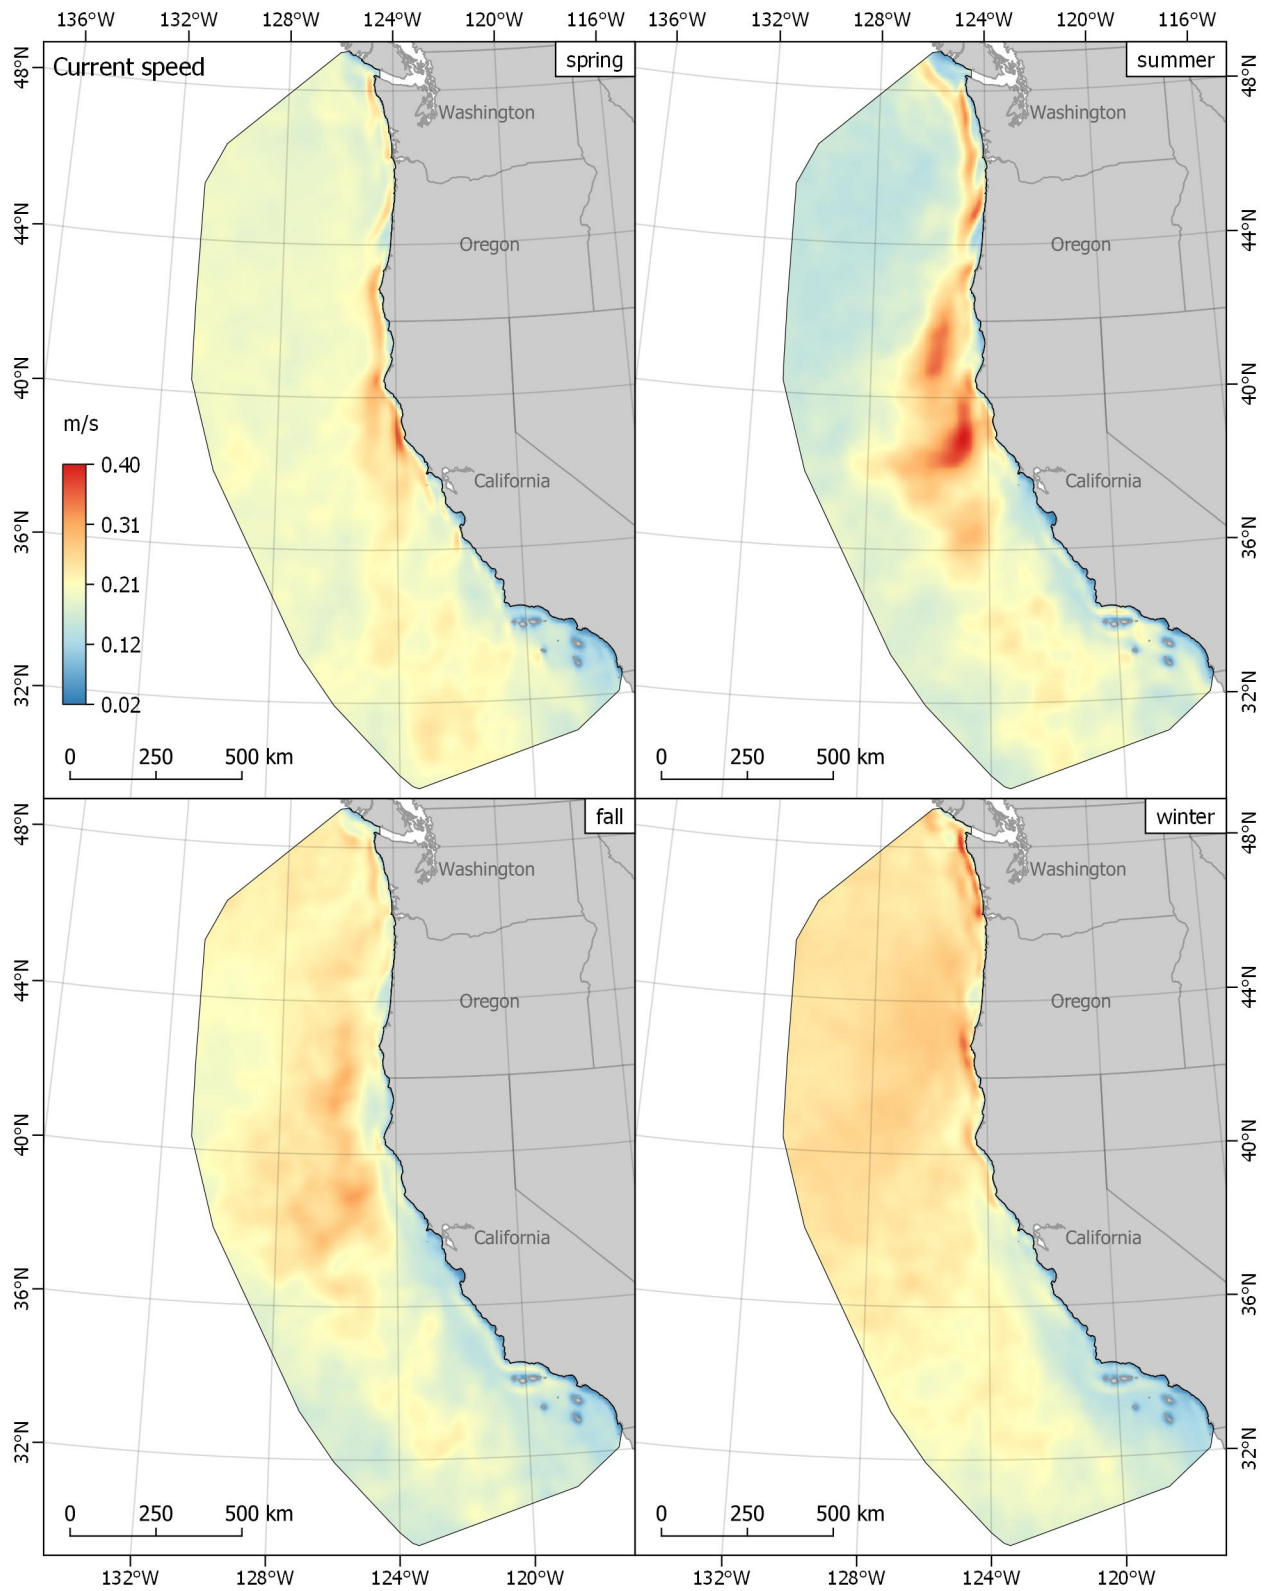 136°W 132°W 128°W 124°W 120°W 116°W 136°W 132°W 128°W 124°W 120°W 116°W
Current speed
spring
summer
48°N
44°N
40°N
36°N
32°N
Washington
Oregon
California
m/s
0.40
0.31
0.21
0.12
0.02
0 250 500 km
Washington
Oregon
California
0 250 500 km
48°N
44°N
40°N
36°N
32°N
fall
winter
48°N
44°N
40°N
36°N
32°N
Washington
Oregon
California
0 250 500 km
Washington
Oregon
California
0 250 500 km
48°N
44°N
40°N
36°N
32°N
132°W 128°W 124°W 120°W 132°W 128°W 124°W 120°W